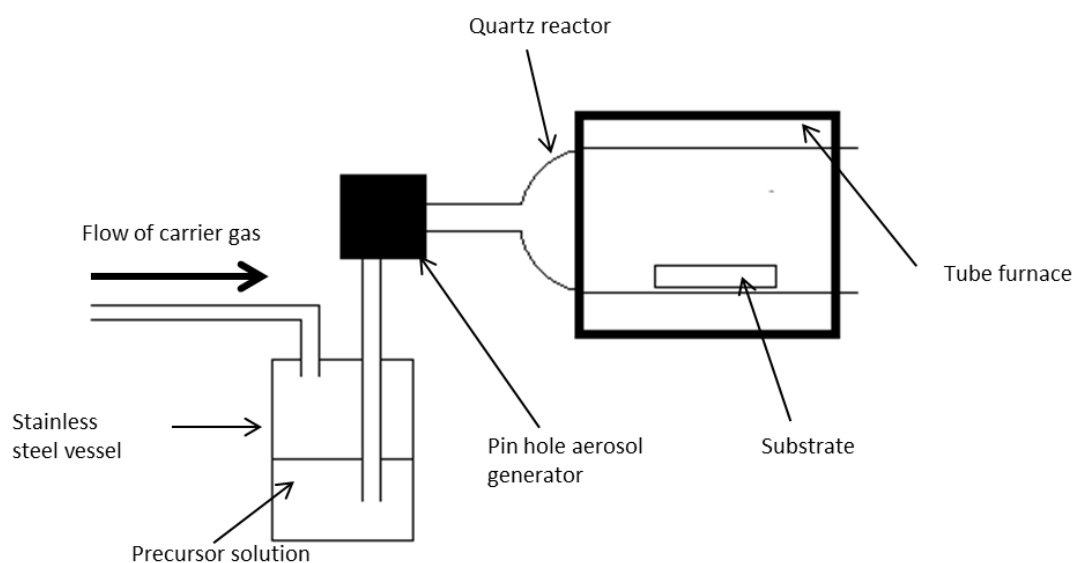 Quartz reactor
Flow of carrier gas
Tube furnace
Stainless
steel vessel
Pin hole aerosol
generator
Substrate
Precursor solution